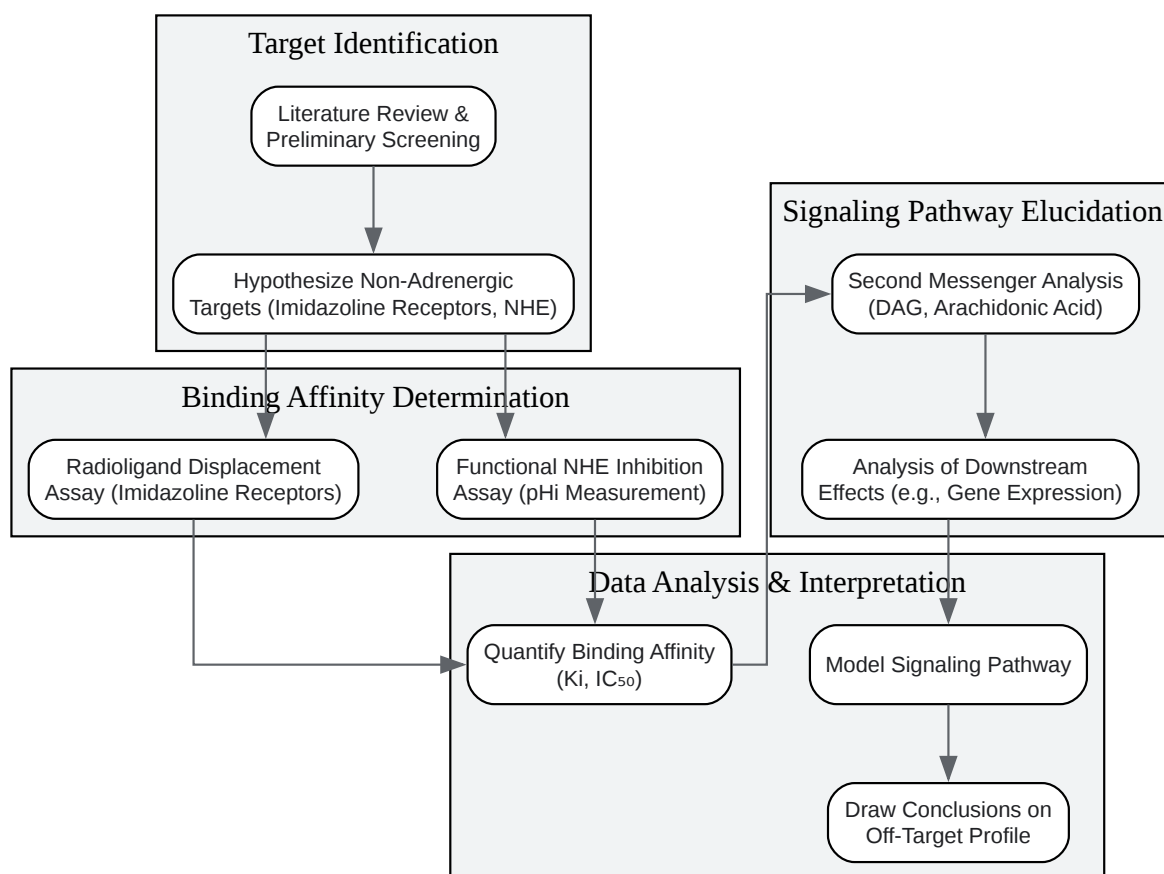 Target Identification
Literature Review &
Preliminary Screening
Hypothesize Non-Adrenergic
Targets (Imidazoline Receptors, NHE)
Binding Affinity Determination
Radioligand Displacement
Assay (Imidazoline Receptors)
Functional NHE Inhibition
Assay (pHi Measurement)
Signaling Pathway Elucidation
Second Messenger Analysis
(DAG, Arachidonic Acid)
Analysis of Downstream
Effects (e.g., Gene Expression)
Data Analysis & Interpretation
Quantify Binding Affinity
(Ki, IC₅₀)
Model Signaling Pathway
Draw Conclusions on
Off-Target Profile